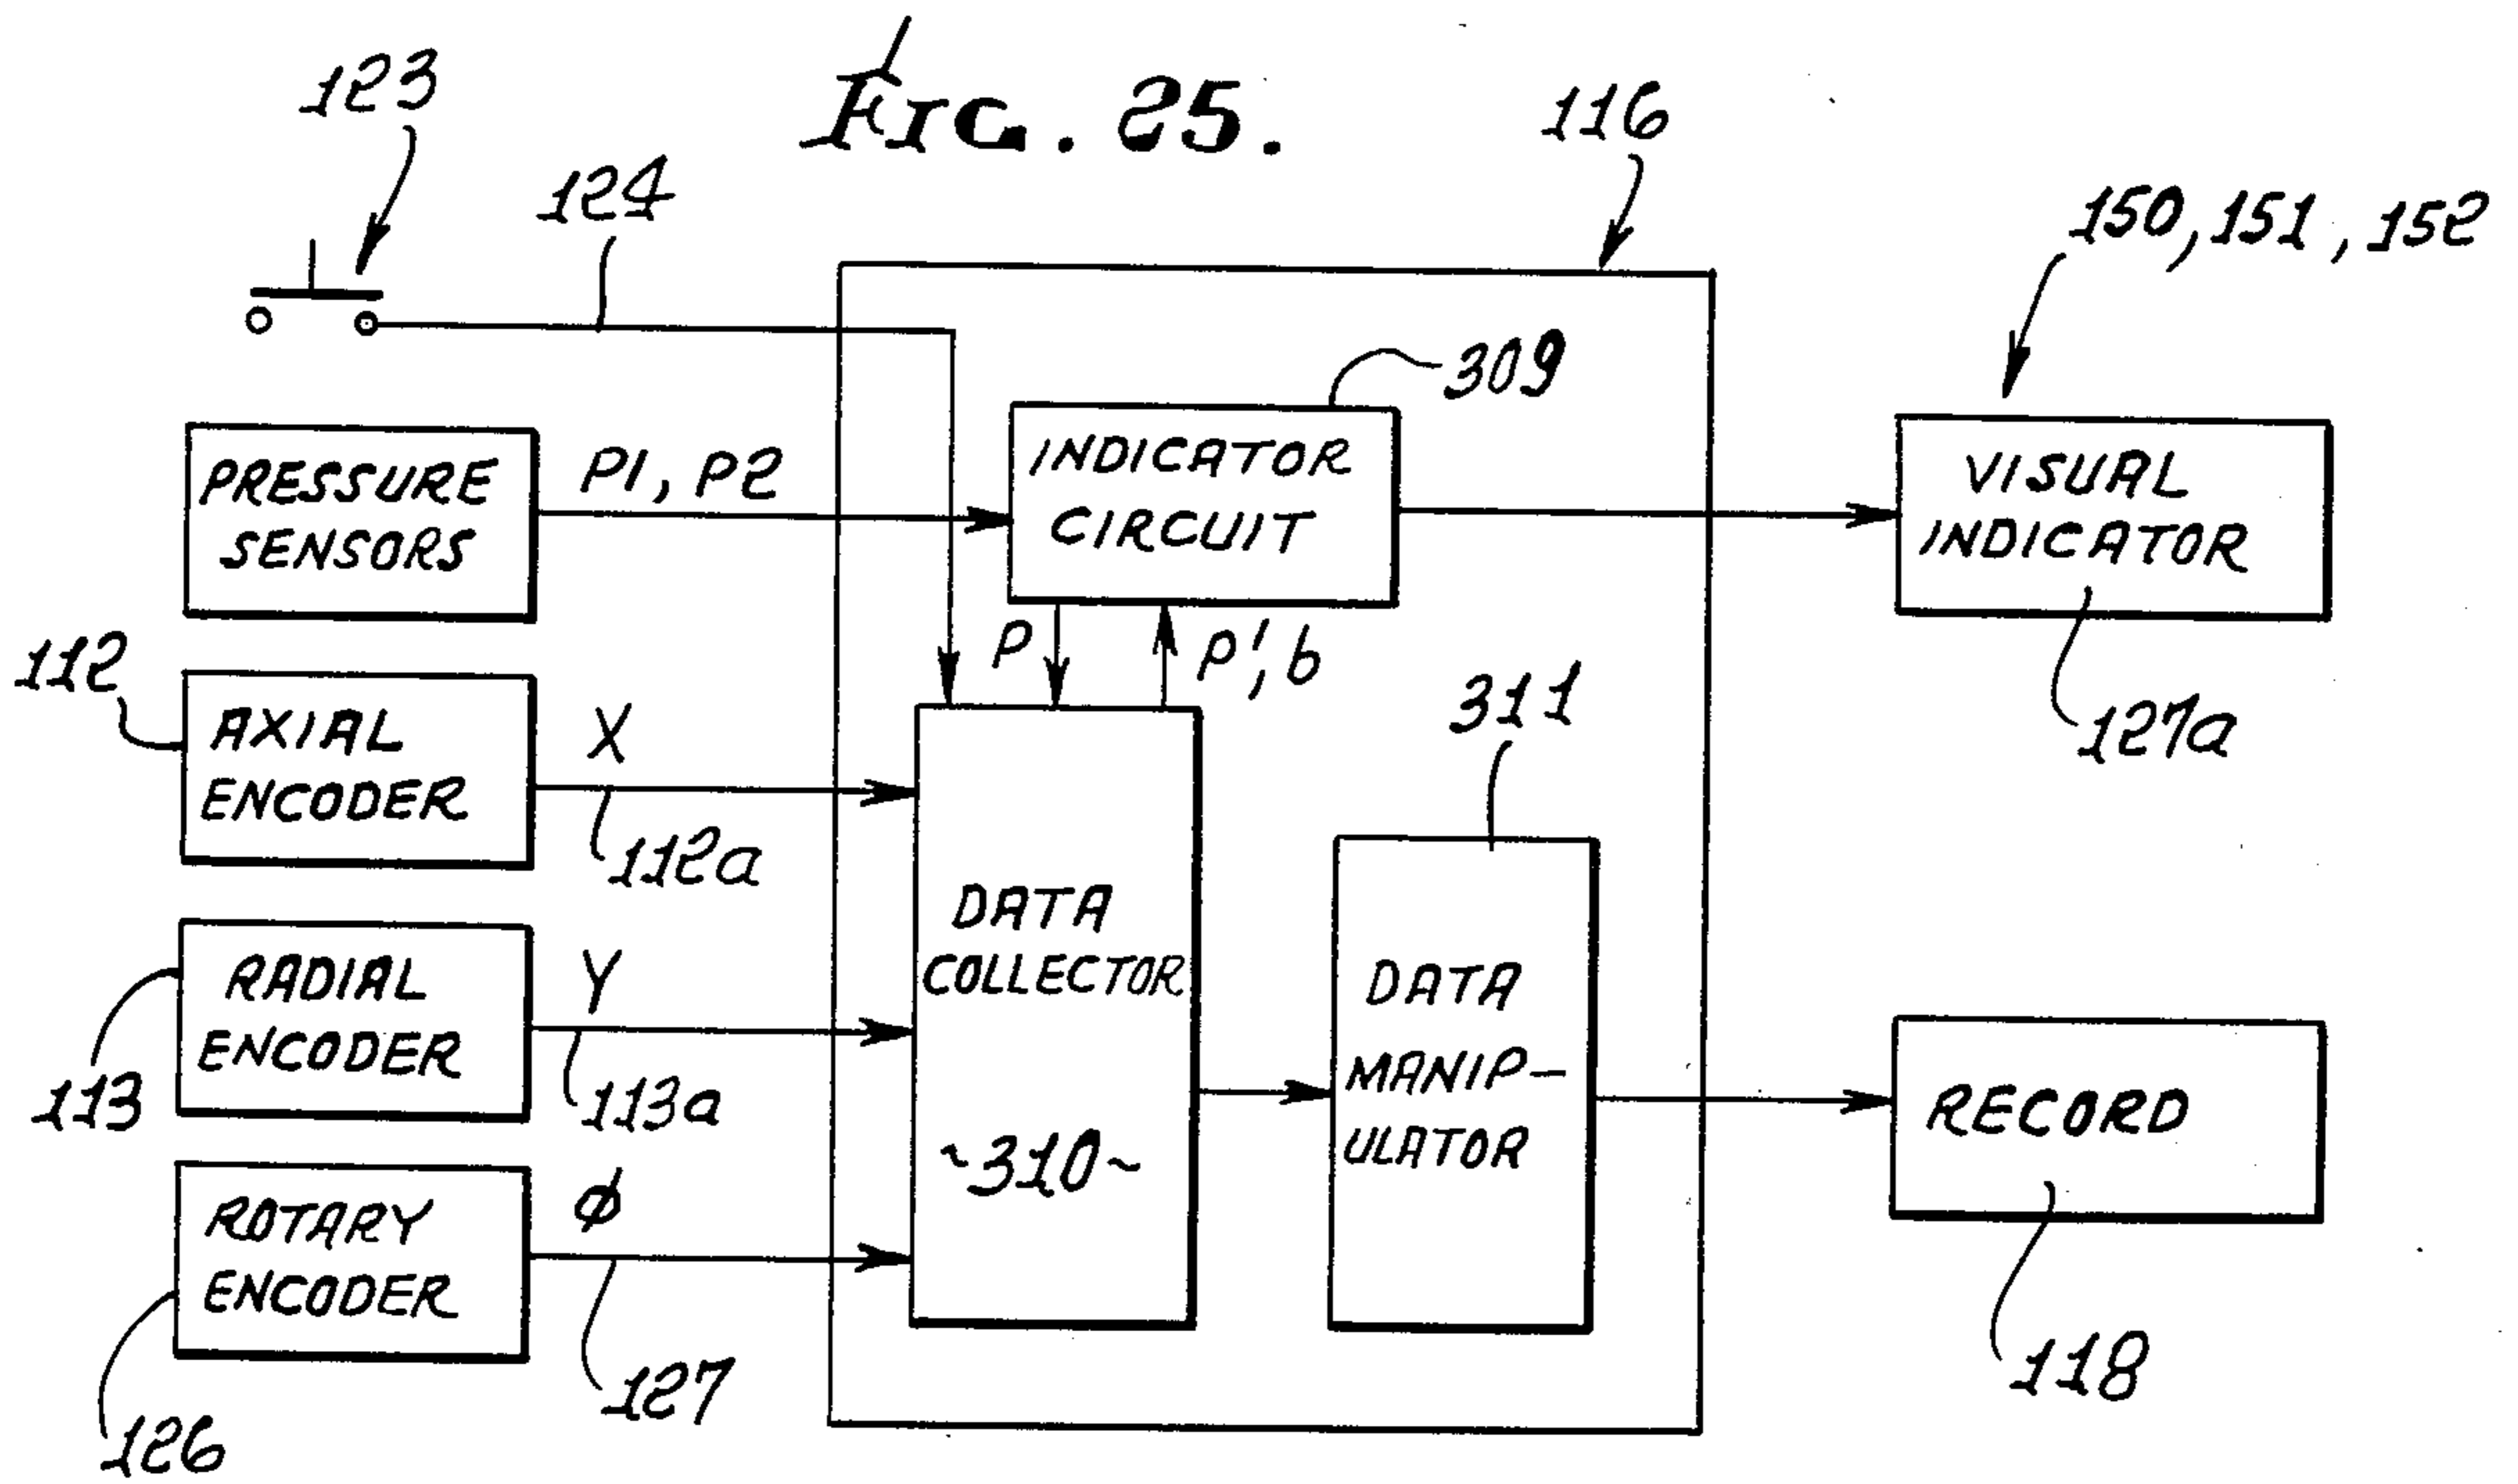 FIG. 25.
123
124
116
150, 151, 152
309
PRESSURE
SENSORS
P1, P2
INDICATOR
CIRCUIT
VISUAL
INDICATOR
127a
P
P', b
112
AXIAL
ENCODER
X
112a
311
DATA
COLLECTOR
~310~
DATA
MANIP-
ULATOR
113
RADIAL
ENCODER
Y
113a
RECORD
118
ROTARY
ENCODER
ϕ
127
126